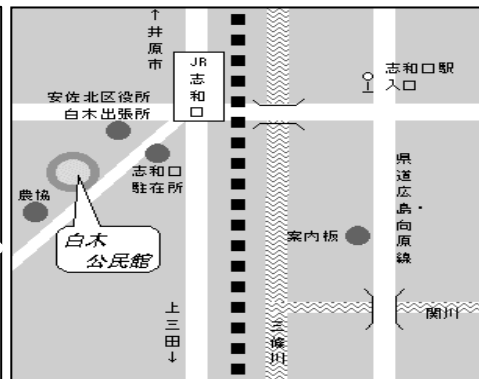 ↑井原市
JR志和口
志和口駅
入口
安佐北区役所
白木出張所
志和口
駐在所
農協
白木
公民館
県道広島・向原線
案内板
上三田↓
三篠川
関川